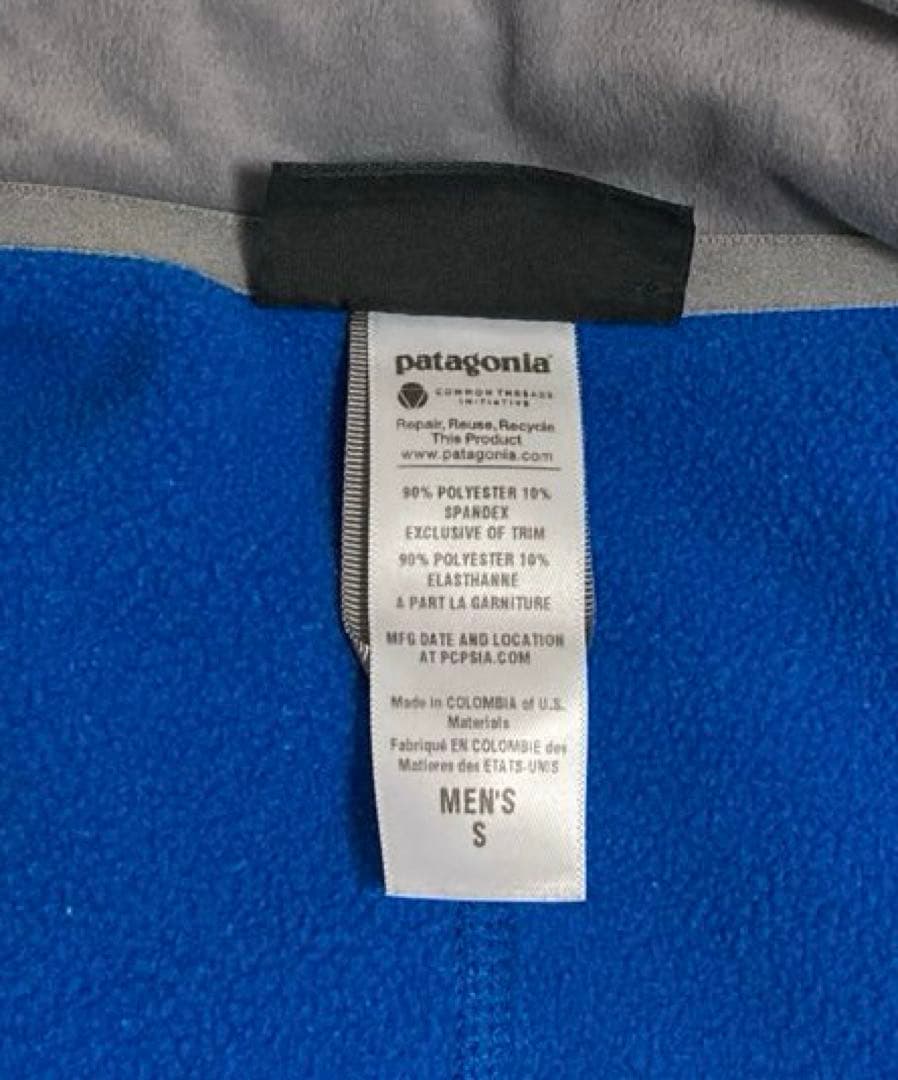 patagonia®
COMMON THREADS
INITIATIVE
Repair, Reuse, Recycle
This Product
www.patagonia.com
90% POLYESTER 10%
SPANDEX
EXCLUSIVE OF TRIM
90% POLYESTER 10%
ELASTHANNE
À PART LA GARNITURE
MFG DATE AND LOCATION
AT PCPSIA.COM
Made in COLOMBIA of U.S.
Materials
Fabriqué EN COLOMBIE des
Matieres des ETATS-UNIS
MEN'S
S